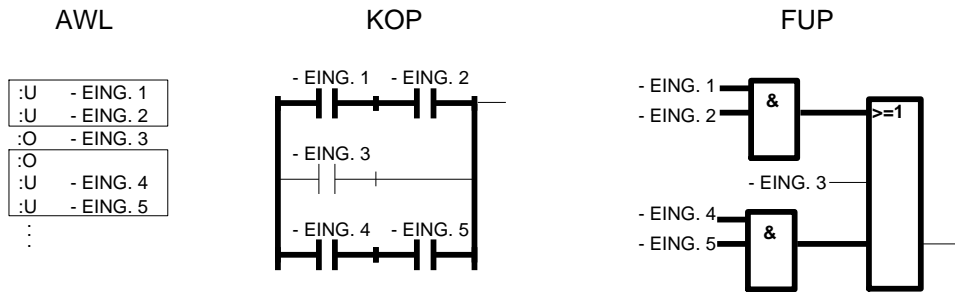 AWL
:U - EING. 1
:U - EING. 2
:O - EING. 3
:O
:U - EING. 4
:U - EING. 5
:
:
KOP
- EING. 1 - EING. 2
- EING. 3
- EING. 4 - EING. 5
FUP
- EING. 1
- EING. 2
&
>=1
- EING. 3
- EING. 4
- EING. 5
&